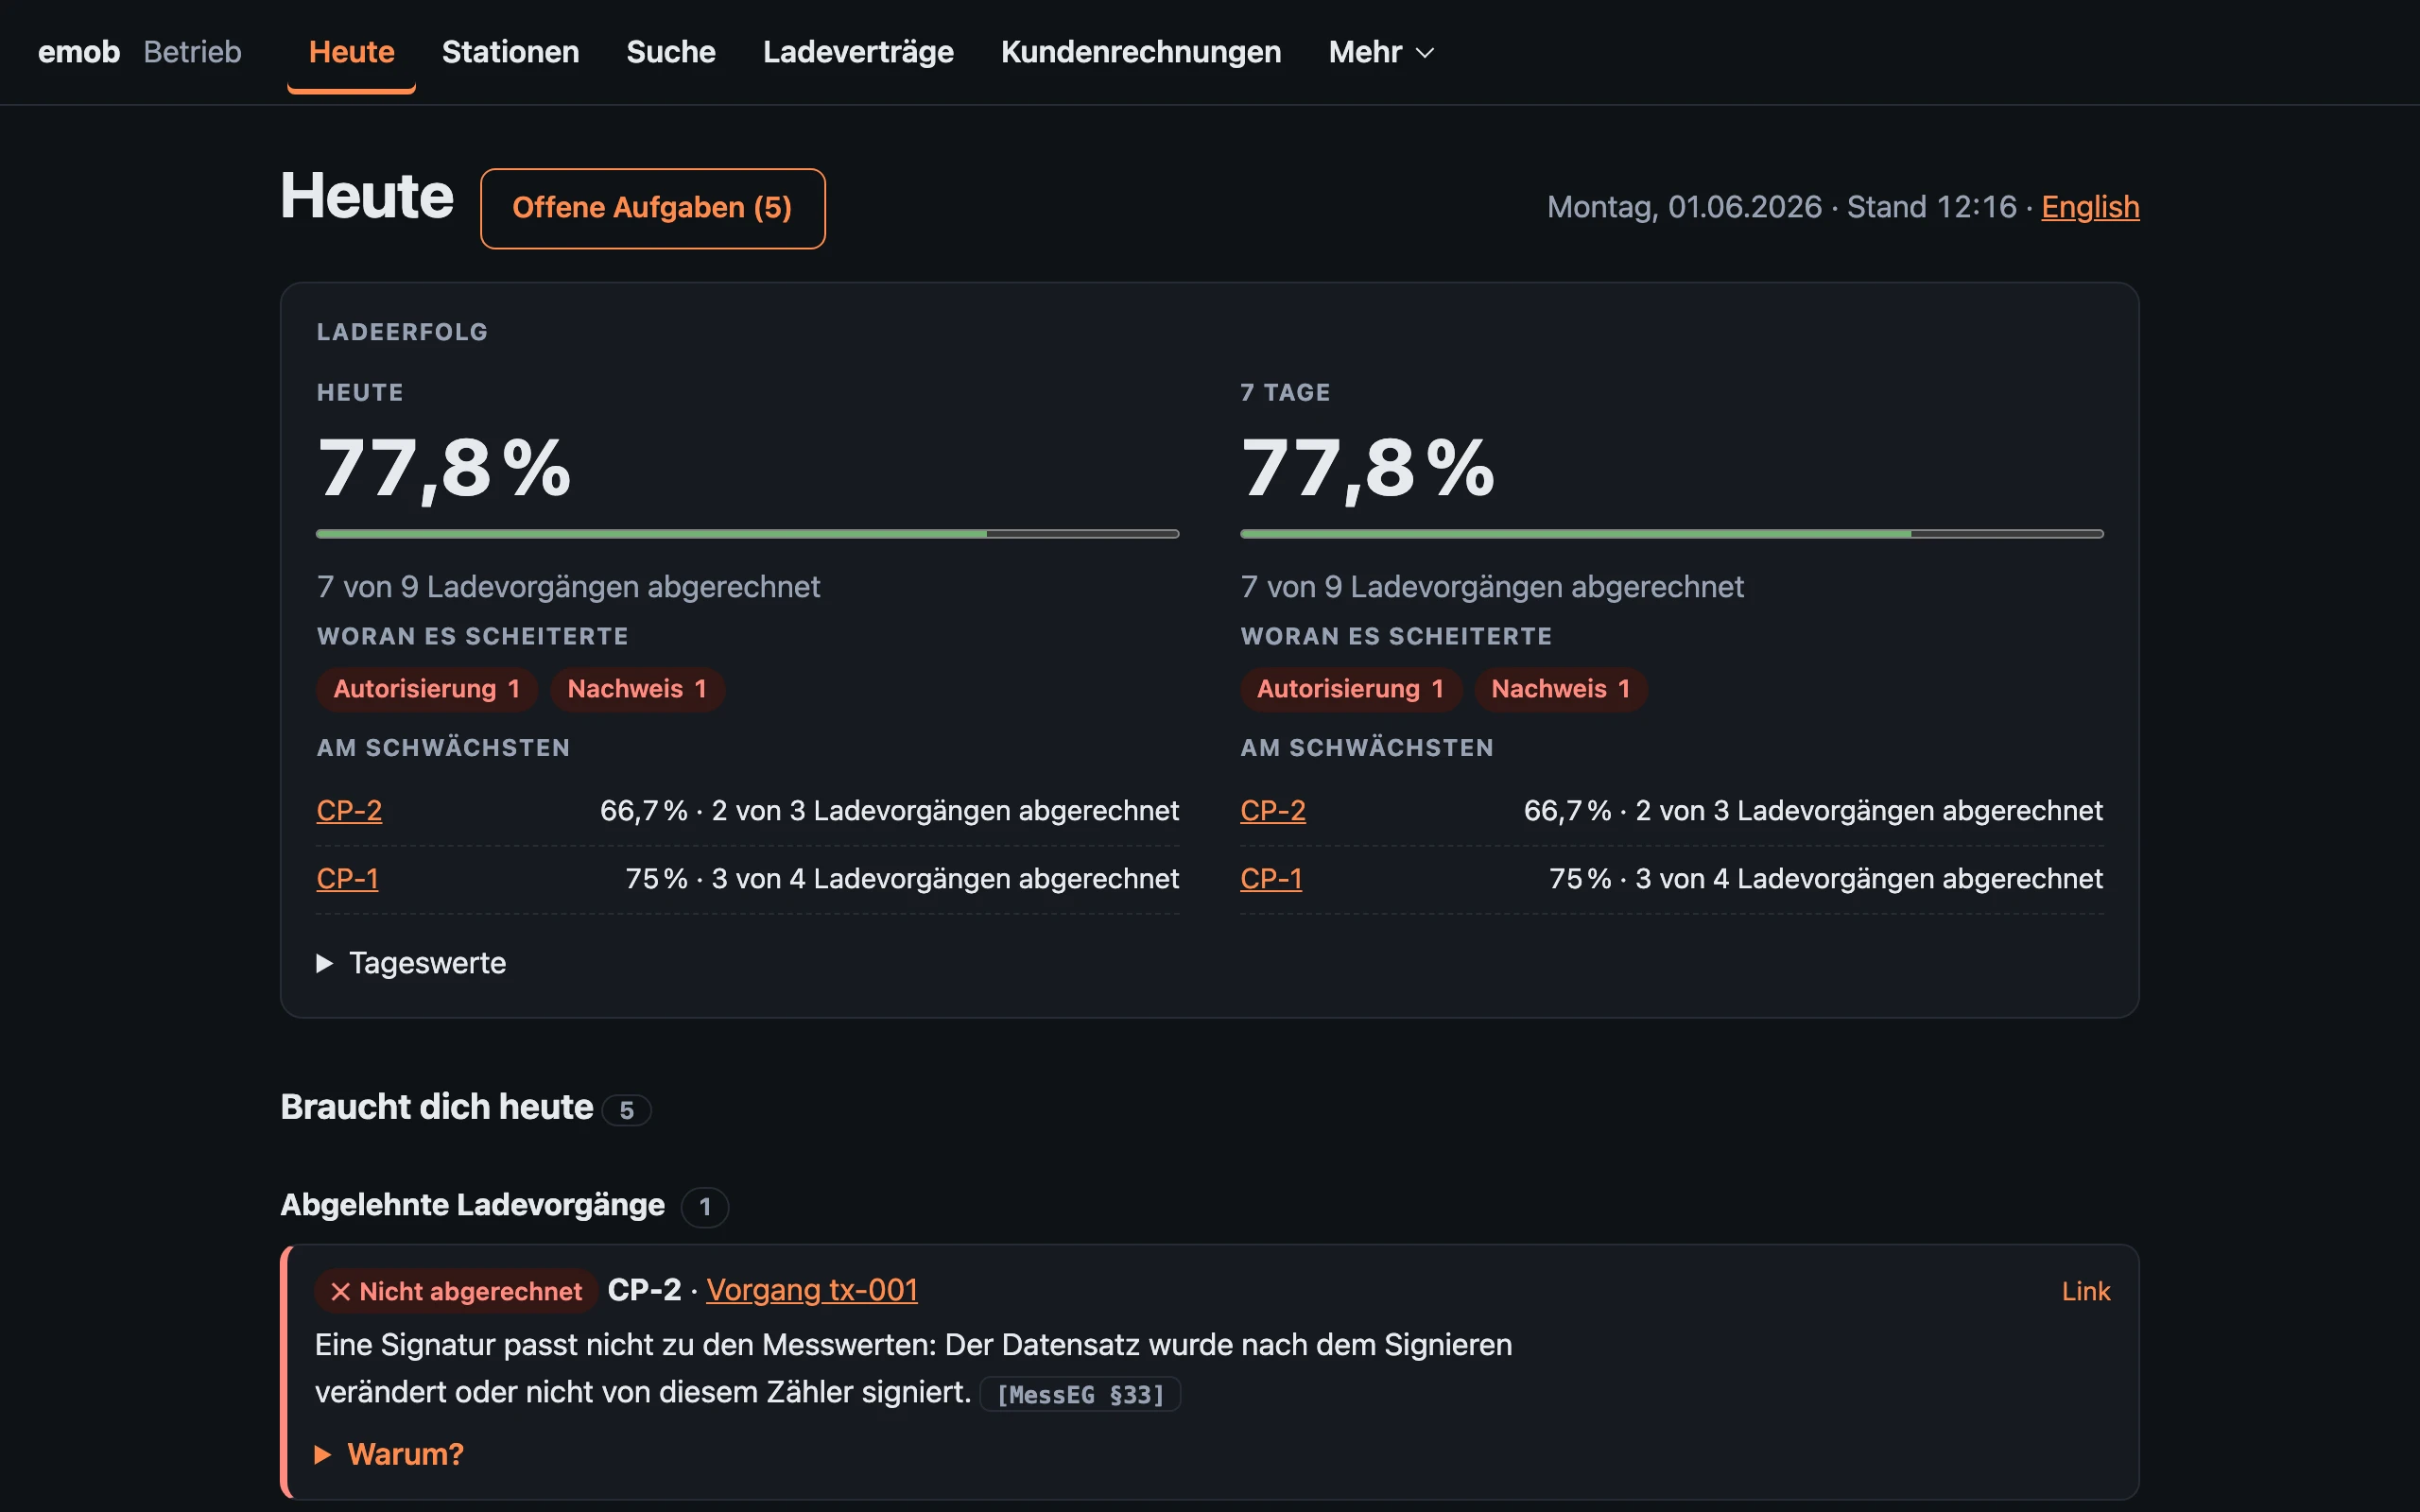 emob Betrieb Heute Stationen Suche Ladeverträge Kundenrechnungen Mehr
Heute Offene Aufgaben (5) Montag, 01.06.2026 · Stand 12:16 · English
LADEERFOLG
HEUTE
77,8 %
7 von 9 Ladevorgängen abgerechnet
WORAN ES SCHEITERTE
Autorisierung 1 Nachweis 1
AM SCHWÄCHSTEN
CP-2 66,7 % · 2 von 3 Ladevorgängen abgerechnet
CP-1 75 % · 3 von 4 Ladevorgängen abgerechnet
7 TAGE
77,8 %
7 von 9 Ladevorgängen abgerechnet
WORAN ES SCHEITERTE
Autorisierung 1 Nachweis 1
AM SCHWÄCHSTEN
CP-2 66,7 % · 2 von 3 Ladevorgängen abgerechnet
CP-1 75 % · 3 von 4 Ladevorgängen abgerechnet
Tageswerte
Braucht dich heute 5
Abgelehnte Ladevorgänge 1
Nicht abgerechnet CP-2 · Vorgang tx-001 Link
Eine Signatur passt nicht zu den Messwerten: Der Datensatz wurde nach dem Signieren
verändert oder nicht von diesem Zähler signiert. [MessEG §33]
Warum?